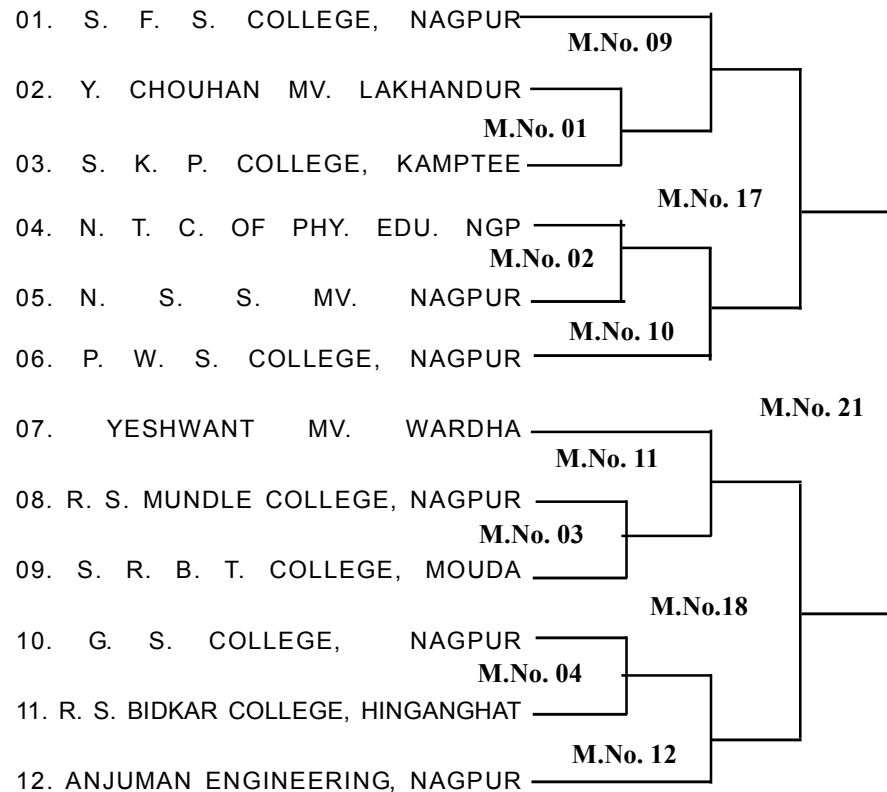 01. S. F. S. COLLEGE, NAGPUR
M.No. 09
02. Y. CHOUHAN MV. LAKHANDUR
M.No. 01
03. S. K. P. COLLEGE, KAMPTEE
M.No. 17
04. N. T. C. OF PHY. EDU. NGP
M.No. 02
05. N. S. S. MV. NAGPUR
M.No. 10
06. P. W. S. COLLEGE, NAGPUR
M.No. 21
07. YESHWANT MV. WARDHA
M.No. 11
08. R. S. MUNDLE COLLEGE, NAGPUR
M.No. 03
09. S. R. B. T. COLLEGE, MOUDA
M.No.18
10. G. S. COLLEGE, NAGPUR
M.No. 04
11. R. S. BIDKAR COLLEGE, HINGANGHAT
M.No. 12
12. ANJUMAN ENGINEERING, NAGPUR